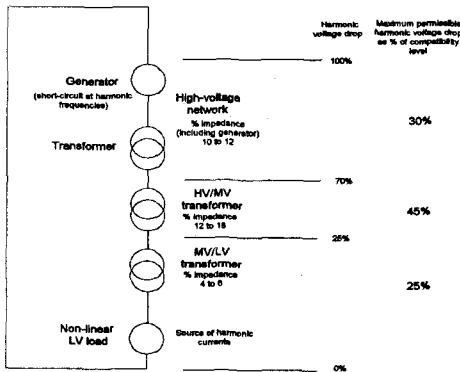 Harmonic
voltage drop
Maximum permissible
harmonic voltage drop
as % of compatibility
level
100%
Generator
(short-circuit at harmonic
frequencies)
High-voltage
network
% impedance
(including generator)
10 to 12
30%
Transformer
70%
HV/MV
transformer
% impedance
12 to 18
45%
25%
MV/LV
transformer
% impedance
4 to 6
25%
Non-linear
LV load
Source of harmonic
currents
0%